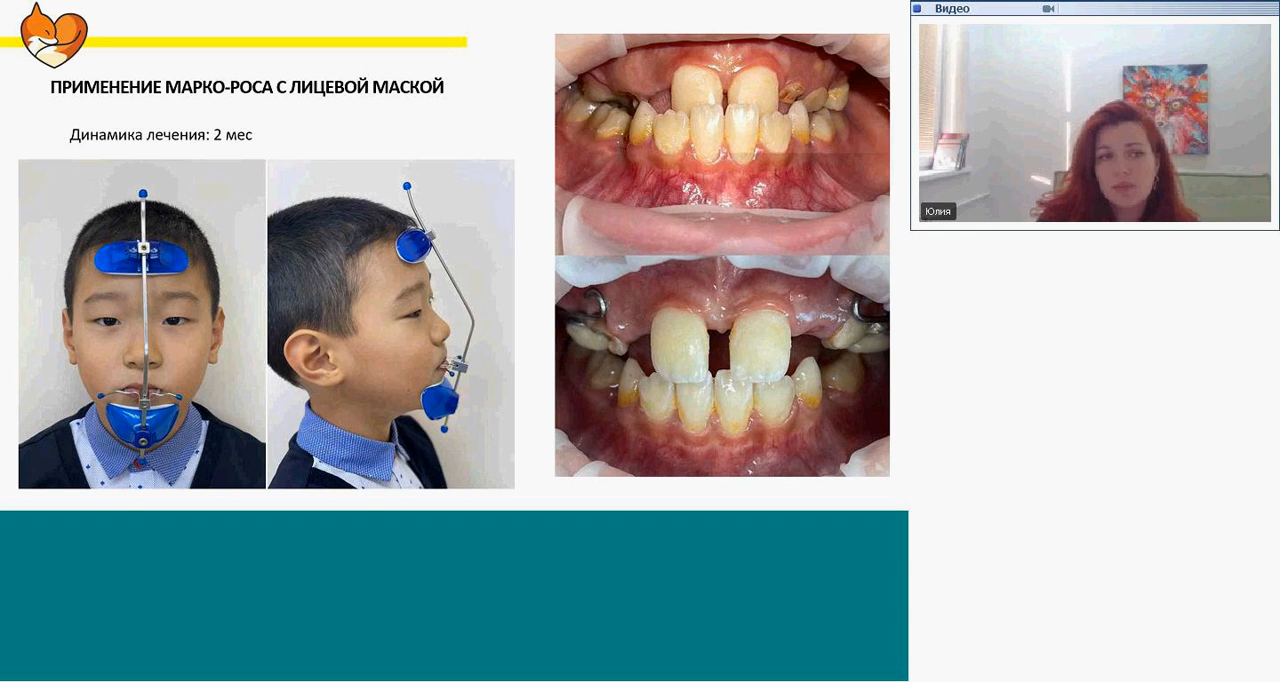 ПРИМЕНЕНИЕ МАРКО-РОСА С ЛИЦЕВОЙ МАСКОЙ
Динамика лечения: 2 мес
Видео
Юлия